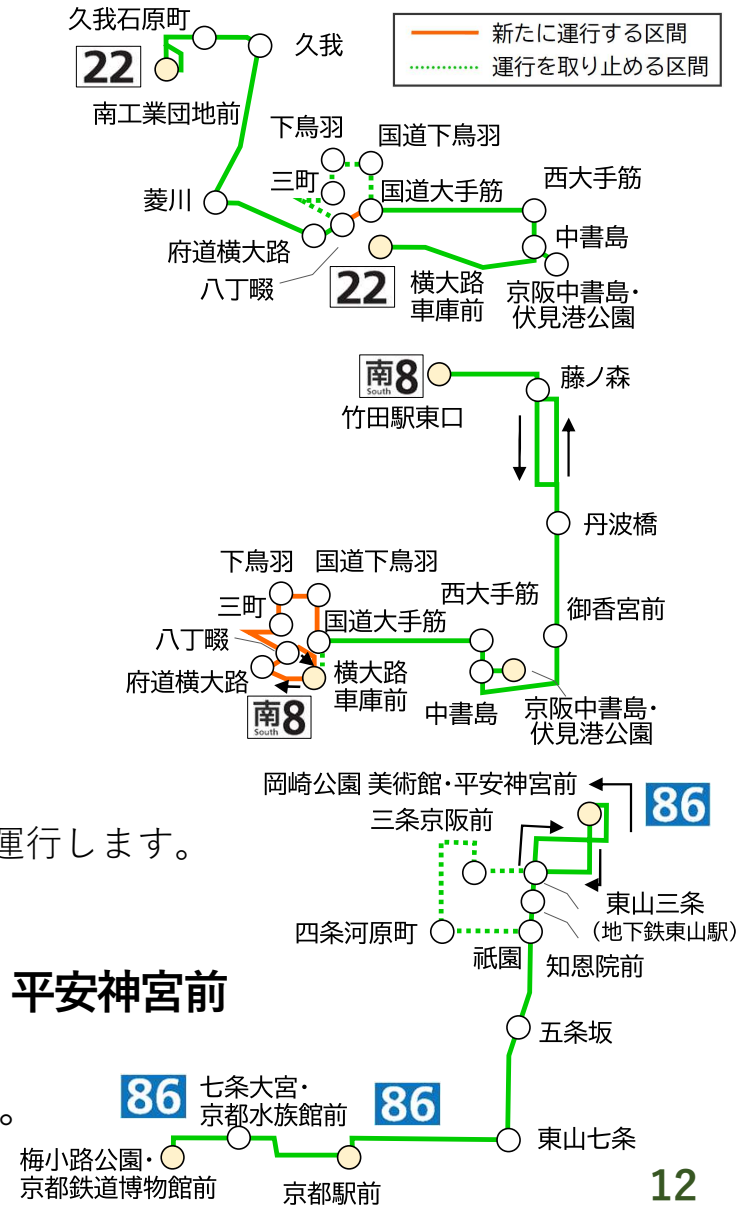 久我石原町
久我
新たに運行する区間
運行を取り止める区間
22
南工業団地前
下鳥羽
国道下鳥羽
三町
国道大手筋
西大手筋
菱川
中書島
府道横大路
八丁畷
22
横大路
車庫前
京阪中書島・
伏見港公園
南8
South
藤ノ森
竹田駅東口
丹波橋
下鳥羽
国道下鳥羽
三町
国道大手筋
西大手筋
御香宮前
八丁畷
府道横大路
横大路
車庫前
南8
South
中書島
京阪中書島・
伏見港公園
岡崎公園 美術館・平安神宮前
86
三条京阪前
運行します。
東山三条
(地下鉄東山駅)
四条河原町
祇園
知恩院前
平安神宮前
五条坂
86
七条大宮・
京都水族館前
86
。
東山七条
梅小路公園・
京都鉄道博物館前
京都駅前
12